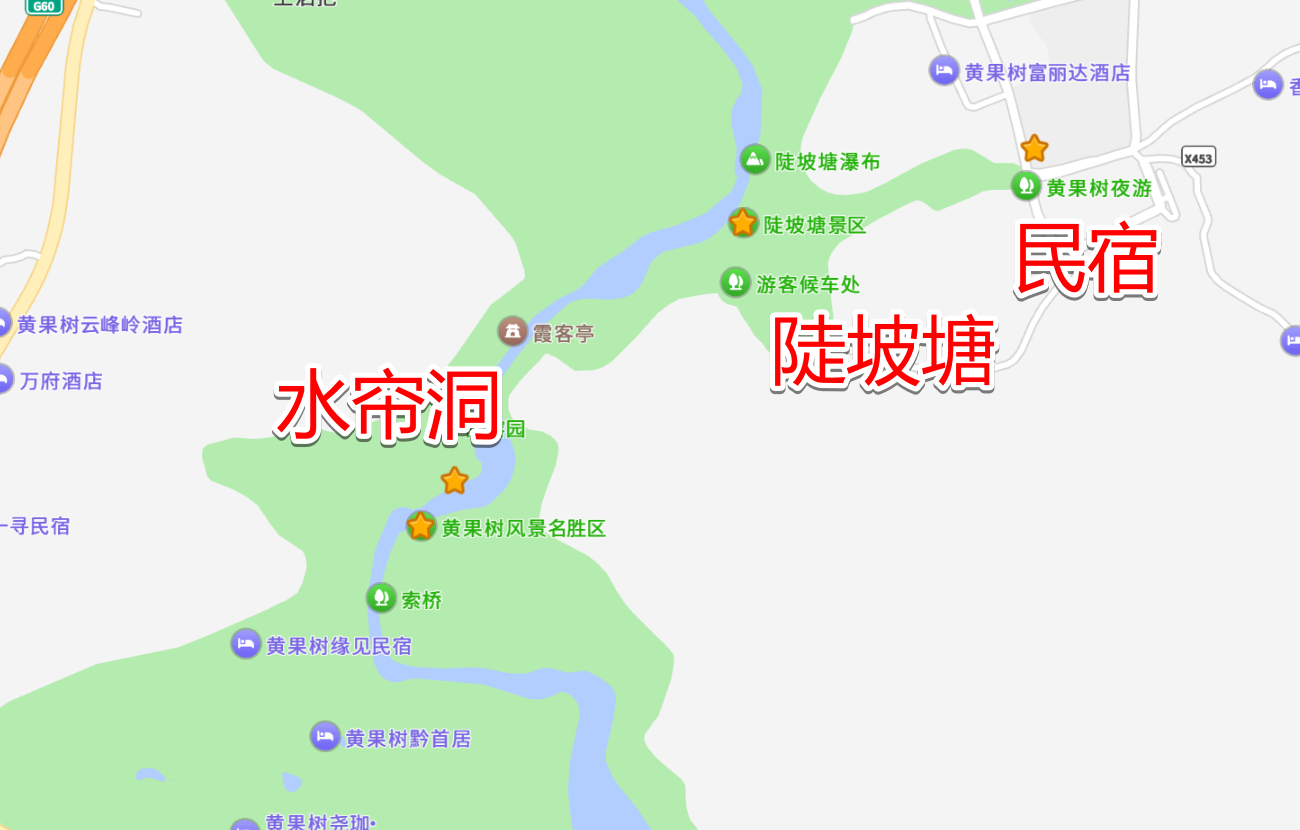 G60
黄果树富丽达酒店
陡坡塘瀑布
X453
黄果树夜游
陡坡塘景区
民宿
游客候车处
黄果树云峰岭酒店
霞客亭
陡坡塘
万府酒店
水帘洞
园
一寻民宿
黄果树风景名胜区
索桥
黄果树缘见民宿
黄果树黔首居
黄果树尧珈·